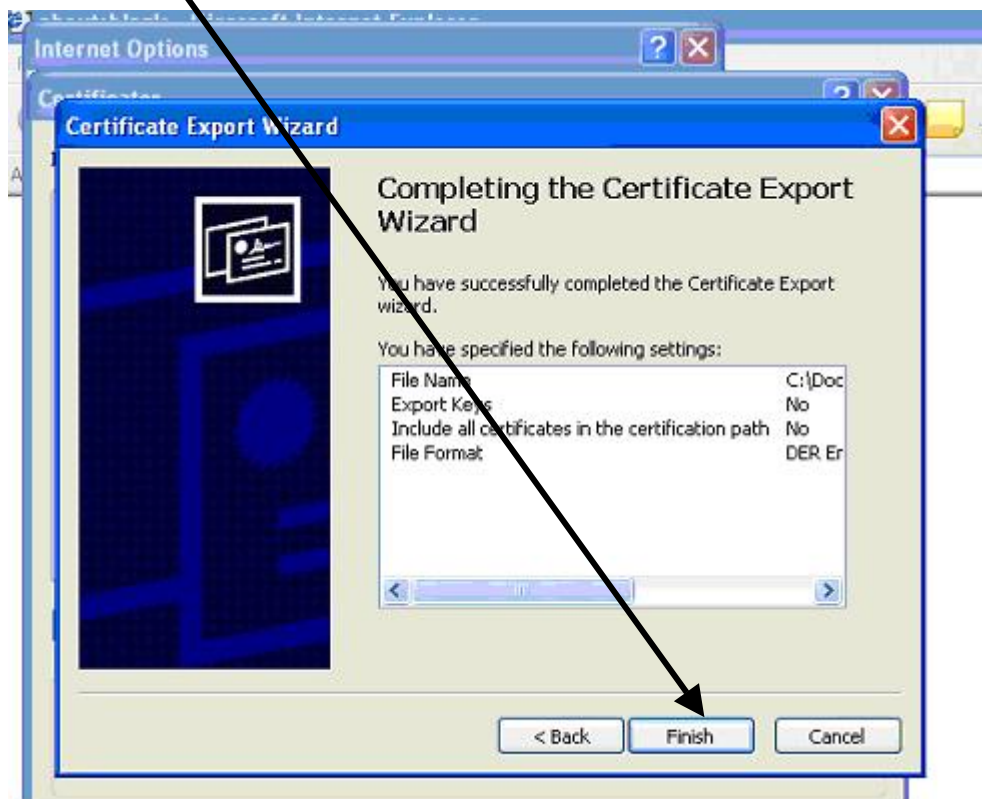 Internet Options
Certificates
Certificate Export Wizard
Completing the Certificate Export
Wizard
You have successfully completed the Certificate Export
wizard.
You have specified the following settings:
File Name C:\Doc
Export Keys No
Include all certificates in the certification path No
File Format DER Er
< Back Finish Cancel